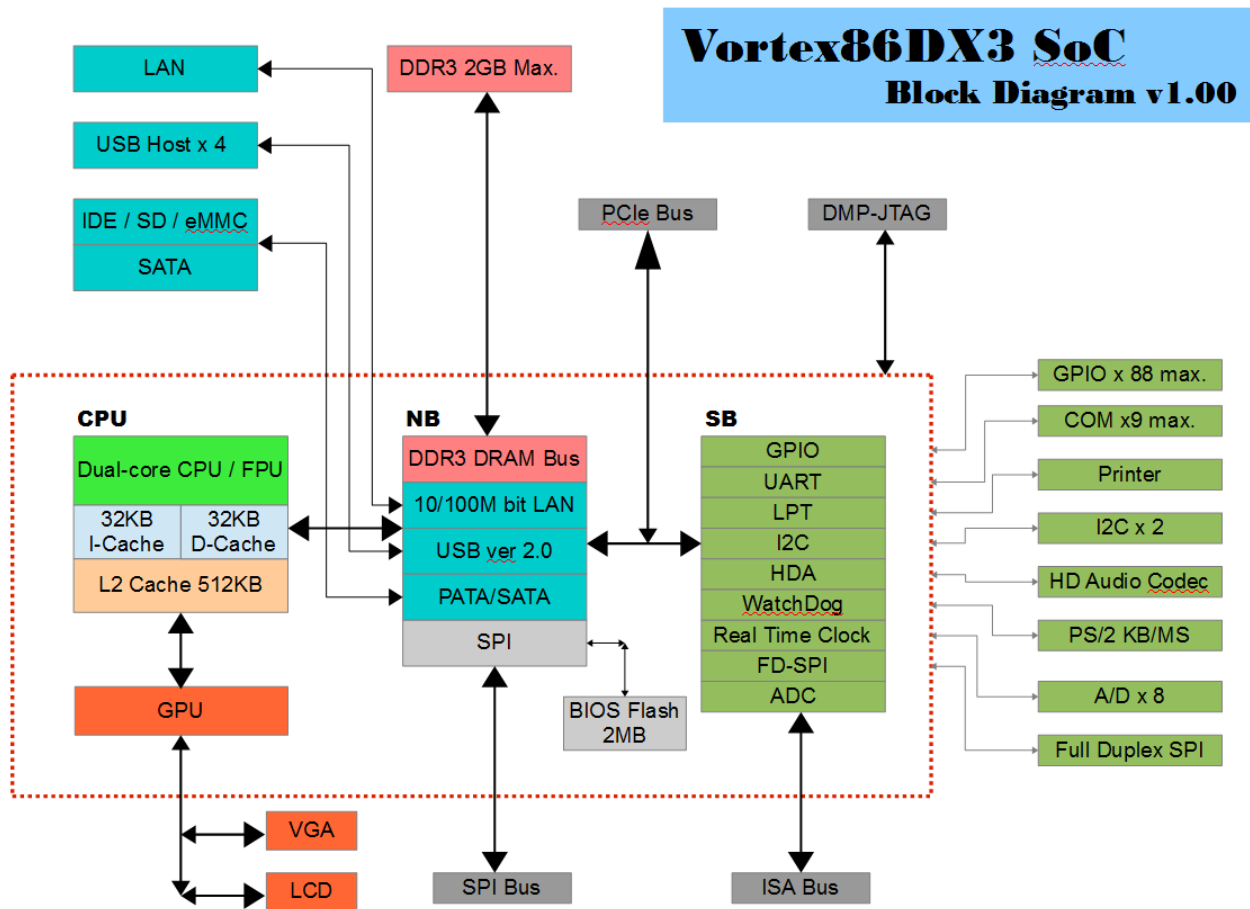 Vortex86DX3 SoC
Block Diagram v1.00
LAN
DDR3 2GB Max.
USB Host x 4
IDE / SD / eMMC
SATA
PCIe Bus
DMP-JTAG
CPU
Dual-core CPU / FPU
32KB
I-Cache
32KB
D-Cache
L2 Cache 512KB
GPU
NB
DDR3 DRAM Bus
10/100M bit LAN
USB ver 2.0
PATA/SATA
SPI
BIOS Flash
2MB
SB
GPIO
UART
LPT
I2C
HDA
WatchDog
Real Time Clock
FD-SPI
ADC
GPIO x 88 max.
COM x9 max.
Printer
I2C x 2
HD Audio Codec
PS/2 KB/MS
A/D x 8
Full Duplex SPI
VGA
LCD
SPI Bus
ISA Bus